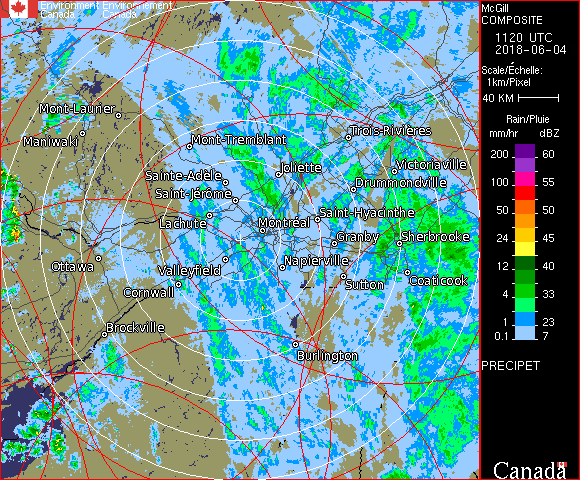 Environment Environnement
Canada Canada
McGill
COMPOSITE
1120 UTC
2018-06-04
Scale/Échelle:
1km/Pixel
40 KM
Rain/Pluie
mm/hr dBZ
200 60
100 55
50 50
24 45
12 40
4 33
1 23
0.1 7
PRECIPET
Canada
Mont-Laurier
Maniwaki
Mont-Tremblant
Trois-Rivières
Sainte-Adèle
Joliette
Victoriaville
Saint-Jérôme
Drummondville
Lachute
Montréal
Saint-Hyacinthe
Granby
Sherbrooke
Ottawa
Valleyfield
Napierville
Cornwall
Sutton
Coaticook
Brockville
Burlington